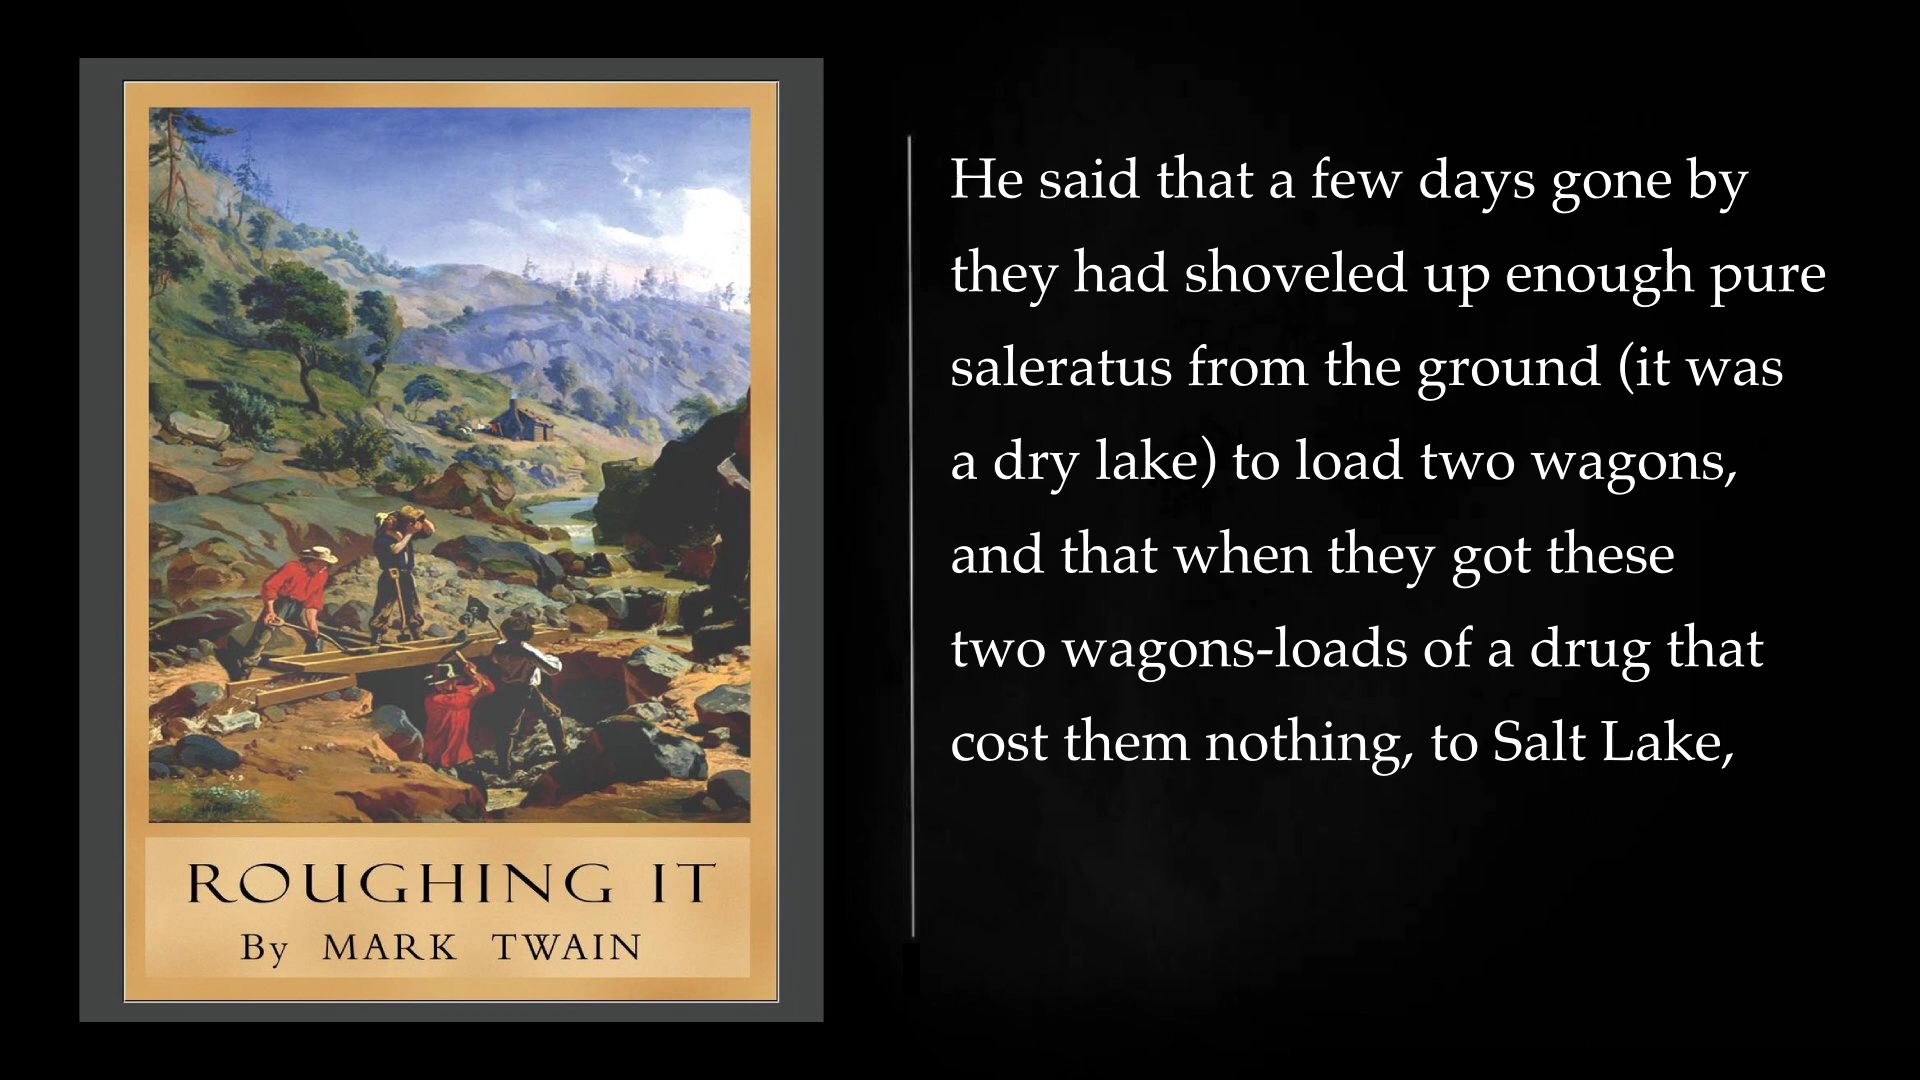 ROUGHING IT
By MARK TWAIN
He said that a few days gone by
they had shoveled up enough pure
saleratus from the ground (it was
a dry lake) to load two wagons,
and that when they got these
two wagons-loads of a drug that
cost them nothing, to Salt Lake,